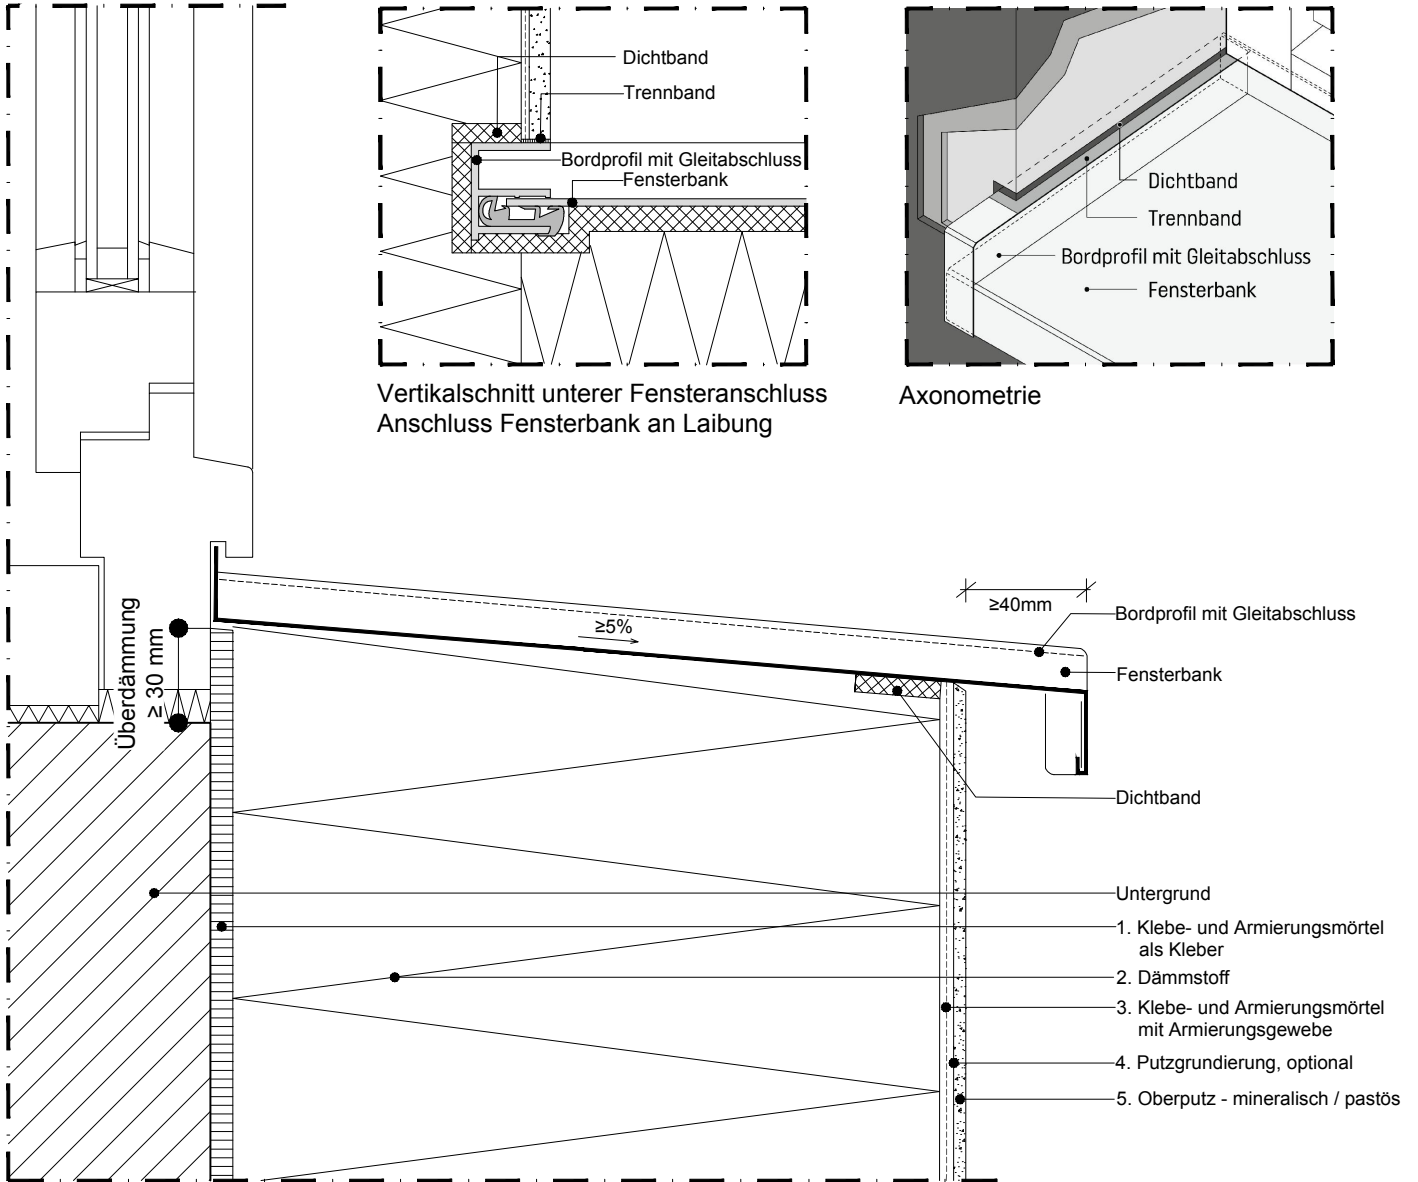 Dichtband
Trennband
Bordprofil mit Gleitabschluss
Fensterbank
Vertikalschnitt unterer Fensteranschluss
Anschluss Fensterbank an Laibung
Dichtband
Trennband
Bordprofil mit Gleitabschluss
Fensterbank
Axonometrie
Überdämmung
≥ 30 mm
≥5%
≥40mm
Bordprofil mit Gleitabschluss
Fensterbank
Dichtband
Untergrund
1. Klebe- und Armierungsmörtel
als Kleber
2. Dämmstoff
3. Klebe- und Armierungsmörtel
mit Armierungsgewebe
4. Putzgrundierung, optional
5. Oberputz - mineralisch / pastös